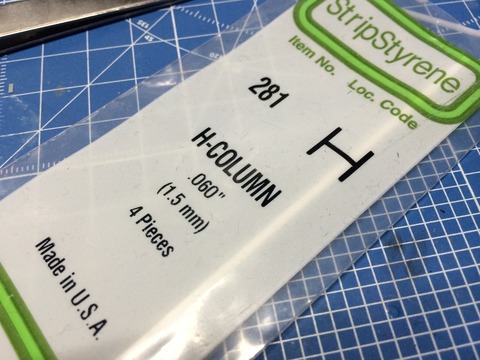 StripStyrene
Item No. Loc. Code
281 H
H-COLUMN
.060"
(1.5 mm)
4 Pieces
Made in U.S.A.